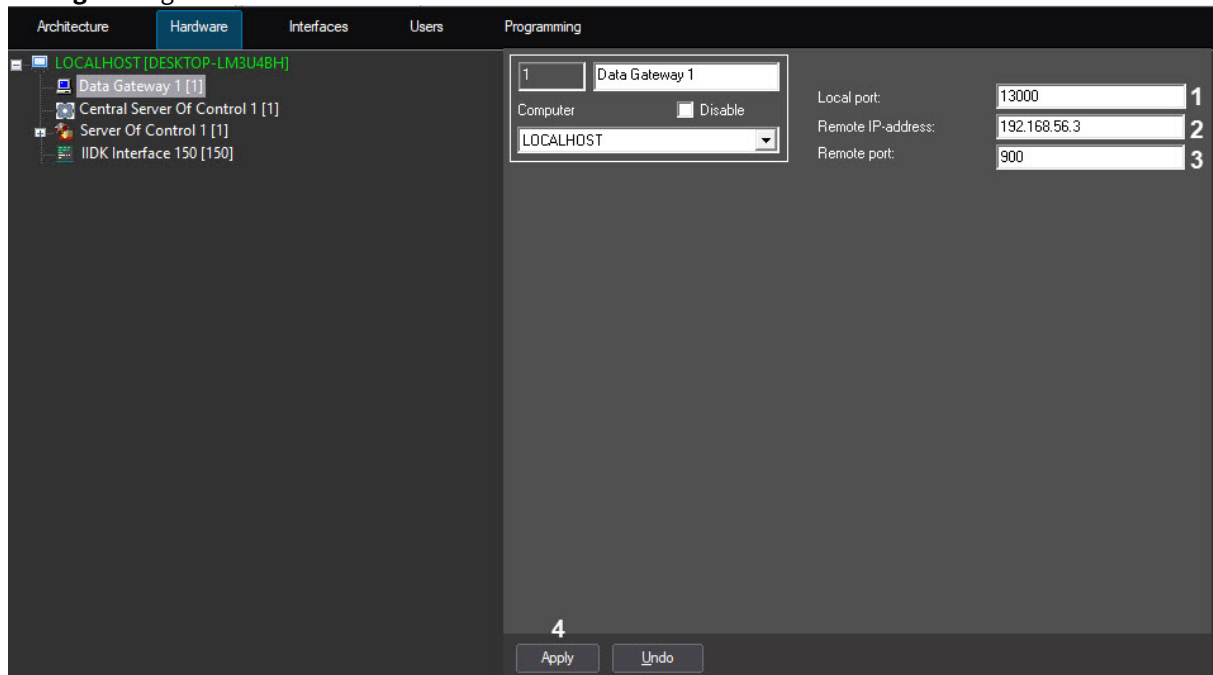 Architecture Hardware Interfaces Users Programming
LOCALHOST [DESKTOP-LM3U4BH]
Data Gateway 1 [1]
Central Server Of Control 1 [1]
Server Of Control 1 [1]
IIDK Interface 150 [150]
1 Data Gateway 1
Computer Disable
LOCALHOST
Local port: 13000 1
Remote IP-address: 192.168.56.3 2
Remote port: 900 3
4
Apply Undo